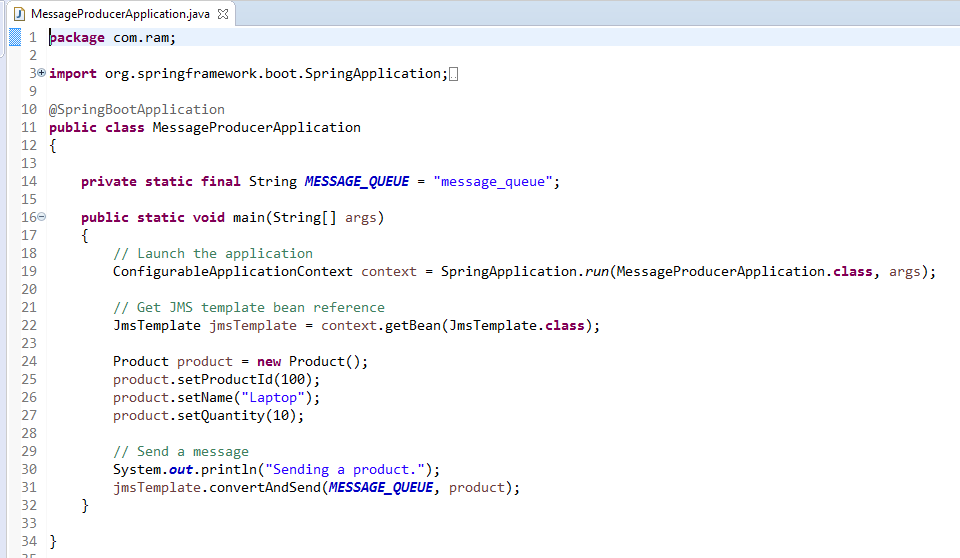 MessageProducerApplication.java
1 package com.ram;
2
3 import org.springframework.boot.SpringApplication;
9
10 @SpringBootApplication
11 public class MessageProducerApplication
12 {
13
14     private static final String MESSAGE_QUEUE = "message_queue";
15
16     public static void main(String[] args)
17     {
18         // Launch the application
19         ConfigurableApplicationContext context = SpringApplication.run(MessageProducerApplication.class, args);
20
21         // Get JMS template bean reference
22         JmsTemplate jmsTemplate = context.getBean(JmsTemplate.class);
23
24         Product product = new Product();
25         product.setProductId(100);
26         product.setName("Laptop");
27         product.setQuantity(10);
28
29         // Send a message
30         System.out.println("Sending a product.");
31         jmsTemplate.convertAndSend(MESSAGE_QUEUE, product);
32     }
33
34 }
35